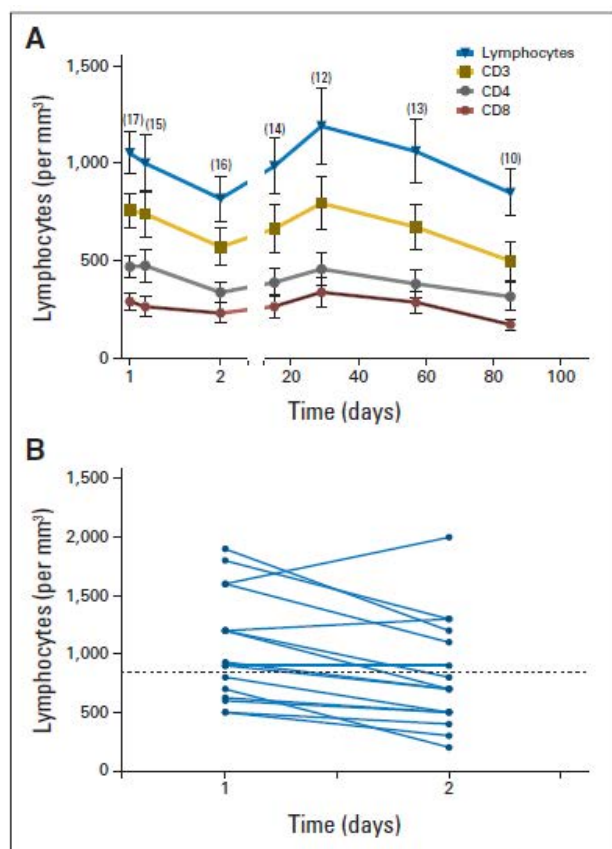 A
1,500
1,000
500
0
Lymphocytes (per mm³)
Lymphocytes
CD3
CD4
CD8
(17)
(15)
(16)
(14)
(12)
(13)
(10)
1
2
20
40
60
80
100
Time (days)
B
1,500
2,000
1,500
1,000
500
0
Lymphocytes (per mm³)
1
2
Time (days)